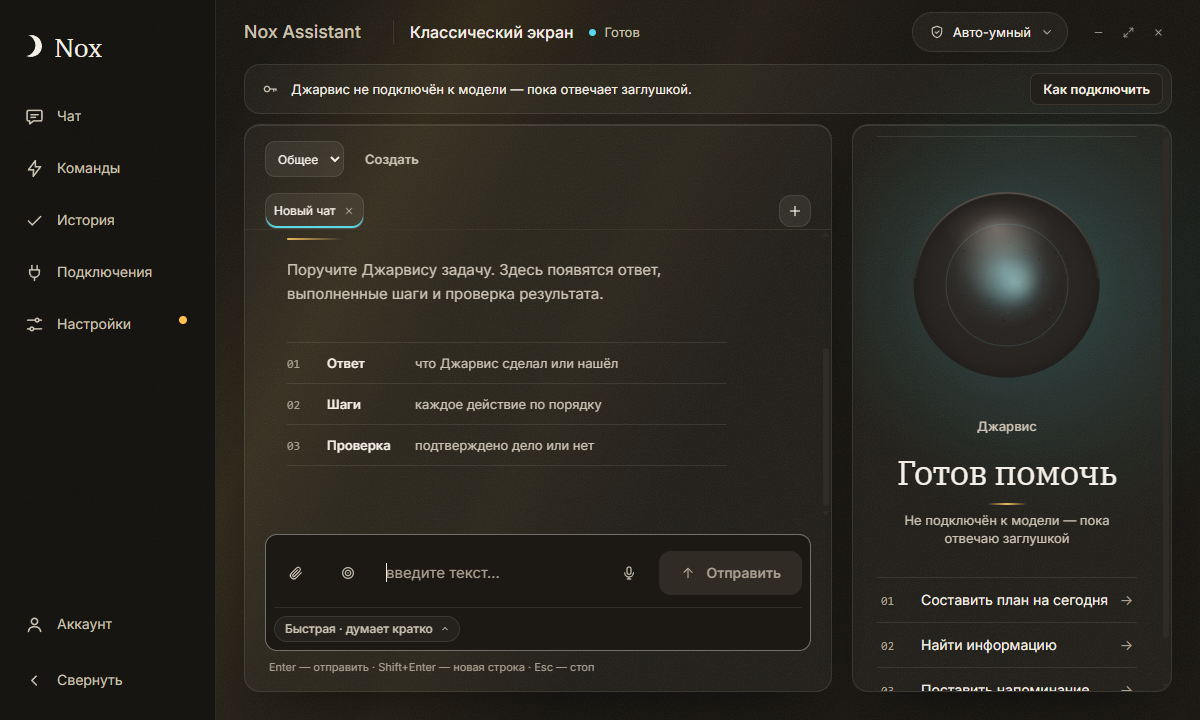 Nox
Чат
Команды
История
Подключения
Настройки
Аккаунт
Свернуть
Nox Assistant
Классический экран
Готов
Авто-умный
Джарвис не подключён к модели — пока отвечает заглушкой.
Как подключить
Общее
Создать
Новый чат
Поручите Джарвису задачу. Здесь появятся ответ,
выполненные шаги и проверка результата.
01 Ответ что Джарвис сделал или нашёл
02 Шаги каждое действие по порядку
03 Проверка подтверждено дело или нет
введите текст...
Отправить
Быстрая · думает кратко
Enter — отправить · Shift+Enter — новая строка · Esc — стоп
Джарвис
Готов помочь
Не подключён к модели — пока
отвечаю заглушкой
01 Составить план на сегодня
02 Найти информацию
03 Поставить напоминание